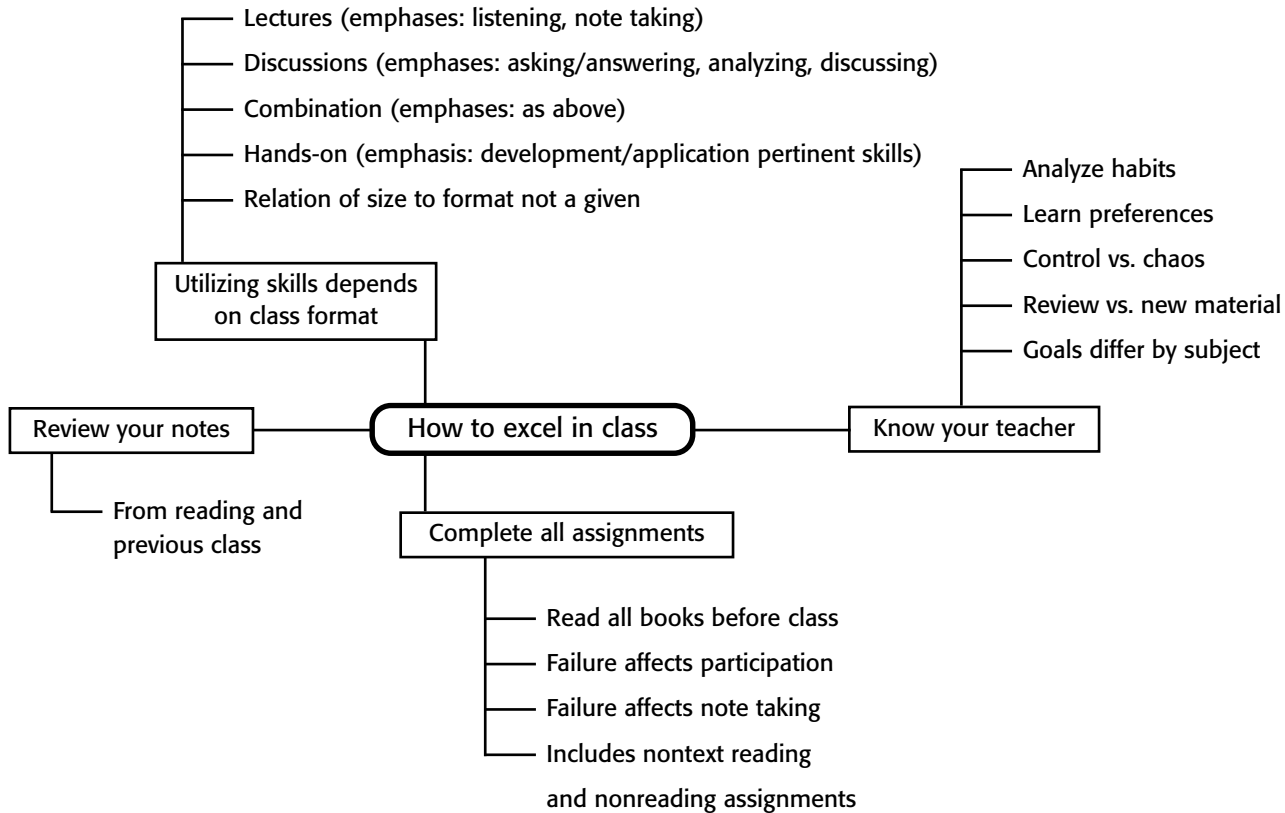 Lectures (emphases: listening, note taking)
Discussions (emphases: asking/answering, analyzing, discussing)
Combination (emphases: as above)
Hands-on (emphasis: development/application pertinent skills)
Relation of size to format not a given
Utilizing skills depends
on class format
Analyze habits
Learn preferences
Control vs. chaos
Review vs. new material
Goals differ by subject
Review your notes
How to excel in class
Know your teacher
From reading and
previous class
Complete all assignments
Read all books before class
Failure affects participation
Failure affects note taking
Includes nontext reading
and nonreading assignments